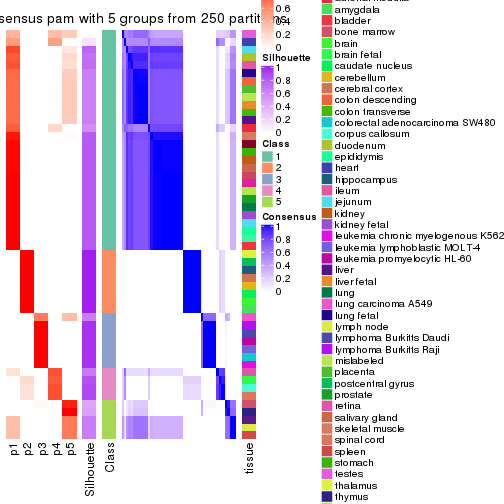 sensus pam with 5 groups from 250 partit
0.6
0.4
0.2
0
Silhouette
1
0.8
0.6
0.4
0.2
0
Class
1
2
3
4
5
Consensus
1
0.8
0.6
0.4
0.2
0
amygdala
bladder
bone marrow
brain
brain fetal
caudate nucleus
cerebellum
cerebral cortex
colon descending
colon transverse
colorectal adenocarcinoma SW480
corpus callosum
duodenum
epididymis
heart
hippocampus
ileum
jejunum
kidney
kidney fetal
leukemia chronic myelogenous K562
leukemia lymphoblastic MOLT-4
leukemia promyelocytic HL-60
liver
liver fetal
lung
lung carcinoma A549
lung fetal
lymph node
lymphoma Burkitts Daudi
lymphoma Burkitts Raji
mislabeled
placenta
postcentral gyrus
prostate
retina
salivary gland
skeletal muscle
spinal cord
spleen
stomach
testes
thalamus
thymus
p1
p2
p3
p4
p5
Silhouette
Class
tissue